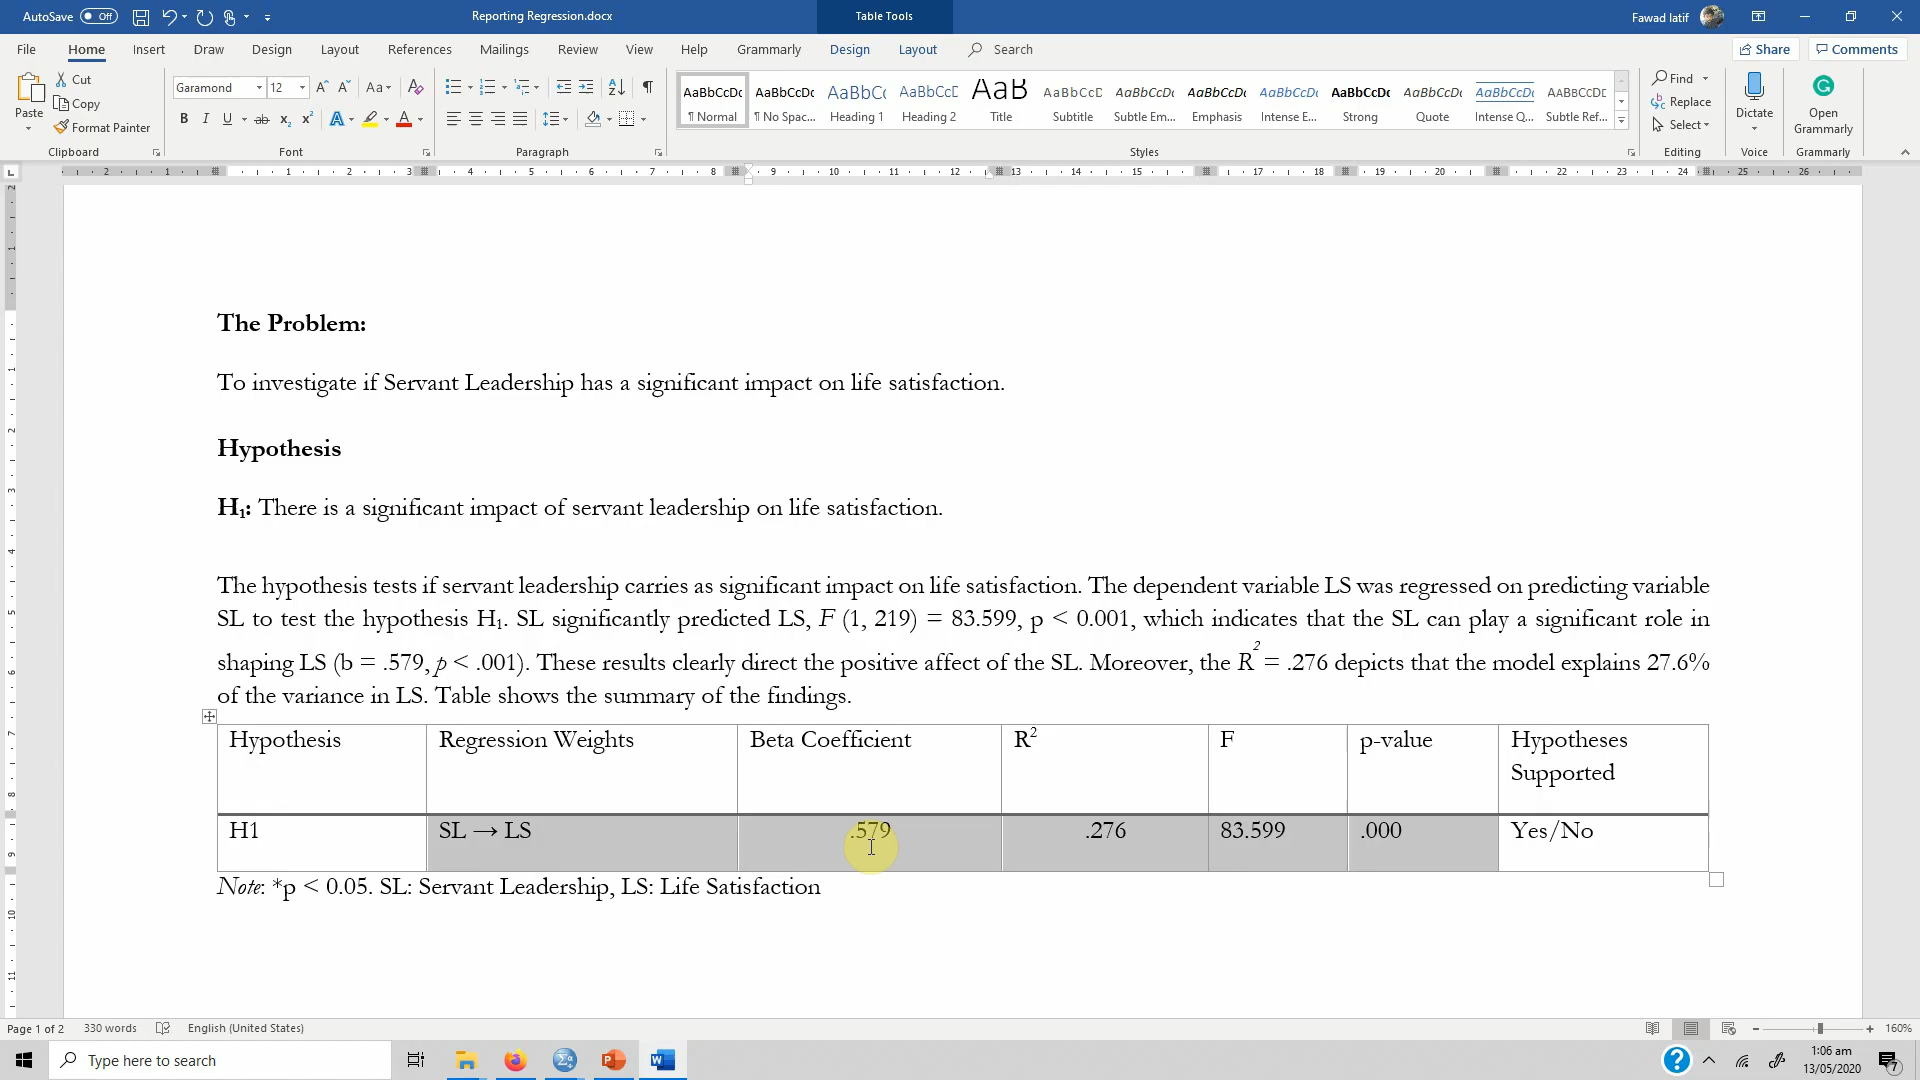 AutoSave Off Reporting Regression.docx Table Tools Fawad latif
File Home Insert Draw Design Layout References Mailings Review View Help Grammarly Design Layout Search Share Comments
Paste Cut Copy Format Painter Clipboard
Garamond 12 Aa Font
Paragraph
AaBbCcDc AaBbCcDc AaBbCc AaBbCcD AaB AaBbCcD AaBbCcDc AaBbCcDc AaBbCcDc AaBbCcDc AaBbCcDc AaBbCcDc AABBCCDD
¶ Normal ¶ No Spac... Heading 1 Heading 2 Title Subtitle Subtle Em... Emphasis Intense E... Strong Quote Intense Q... Subtle Ref...
Styles
Find Replace Select Editing
Dictate Voice
Open Grammarly Grammarly
The Problem:
To investigate if Servant Leadership has a significant impact on life satisfaction.
Hypothesis
H1: There is a significant impact of servant leadership on life satisfaction.
The hypothesis tests if servant leadership carries as significant impact on life satisfaction. The dependent variable LS was regressed on predicting variable
SL to test the hypothesis H1. SL significantly predicted LS, F (1, 219) = 83.599, p < 0.001, which indicates that the SL can play a significant role in
shaping LS (b = .579, p < .001). These results clearly direct the positive affect of the SL. Moreover, the R2 = .276 depicts that the model explains 27.6%
of the variance in LS. Table shows the summary of the findings.
Hypothesis Regression Weights Beta Coefficient R2 F p-value Hypotheses Supported
H1 SL → LS .579 .276 83.599 .000 Yes/No
Note: *p < 0.05. SL: Servant Leadership, LS: Life Satisfaction
Page 1 of 2 330 words English (United States) 160%
Type here to search 1:06 am
13/05/2020 7